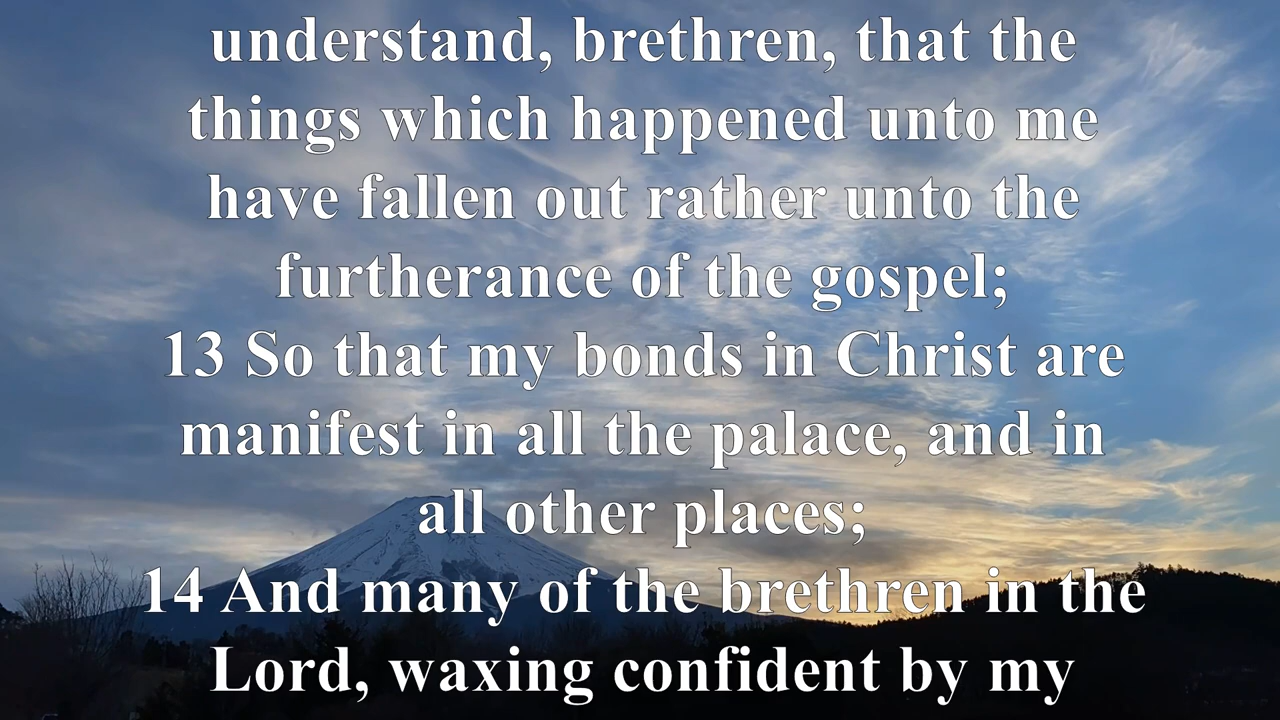 understand, brethren, that the
things which happened unto me
have fallen out rather unto the
furtherance of the gospel;
13 So that my bonds in Christ are
manifest in all the palace, and in
all other places;
14 And many of the brethren in the
Lord, waxing confident by my